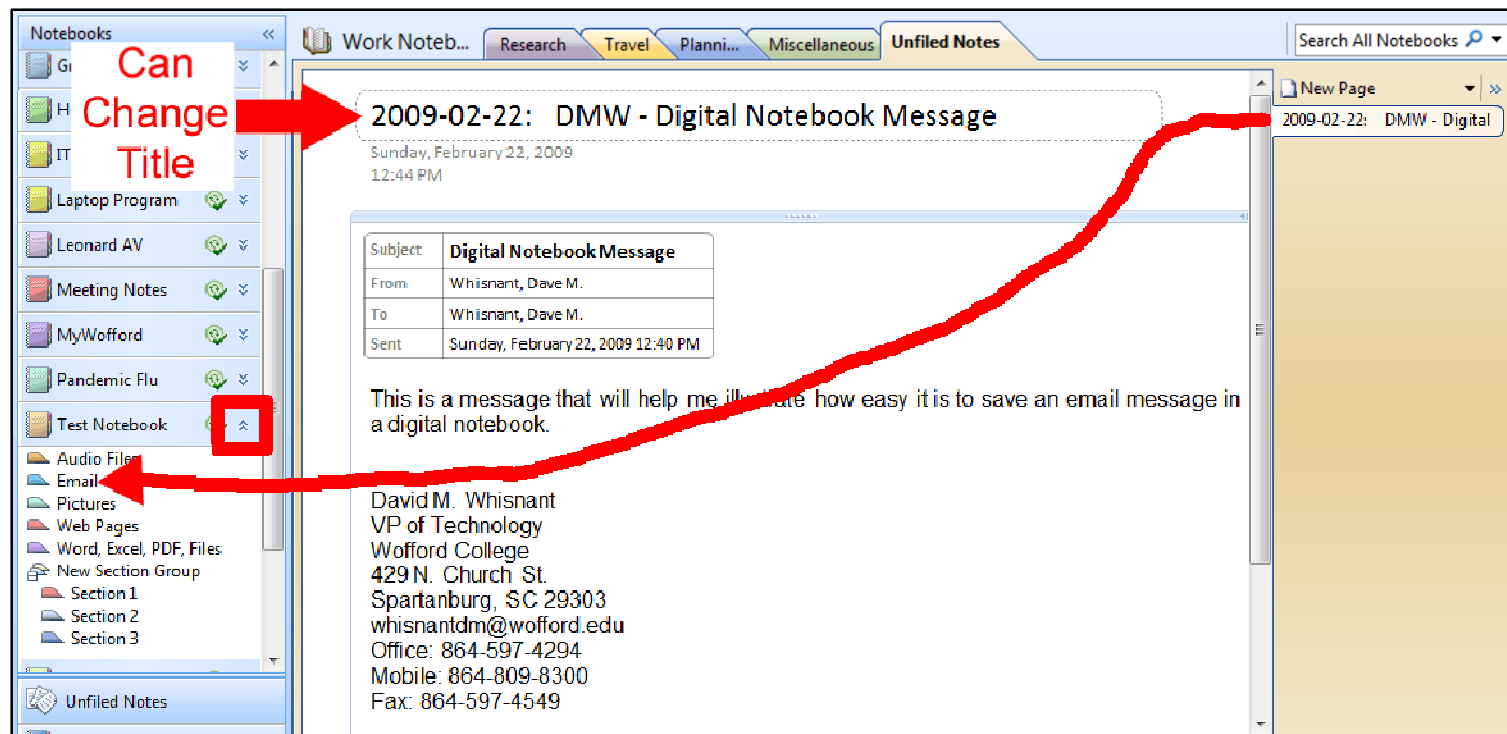 Notebooks
Work Noteb...
Research
Travel
Planni...
Miscellaneous
Unfiled Notes
Search All Notebooks
Can
Change
Title
Laptop Program
Leonard AV
Meeting Notes
MyWofford
Pandemic Flu
Test Notebook
Audio Files
Email
Pictures
Web Pages
Word, Excel, PDF, Files
New Section Group
Section 1
Section 2
Section 3
Unfiled Notes
2009-02-22: DMW - Digital Notebook Message
Sunday, February 22, 2009
12:44 PM
Subject Digital Notebook Message
From Whisnant, Dave M.
To Whisnant, Dave M.
Sent Sunday, February 22, 2009 12:40 PM
This is a message that will help me illustrate how easy it is to save an email message in
a digital notebook.
David M. Whisnant
VP of Technology
Wofford College
429 N. Church St.
Spartanburg, SC 29303
whisnantdm@wofford.edu
Office: 864-597-4294
Mobile: 864-809-8300
Fax: 864-597-4549
New Page
2009-02-22: DMW - Digital